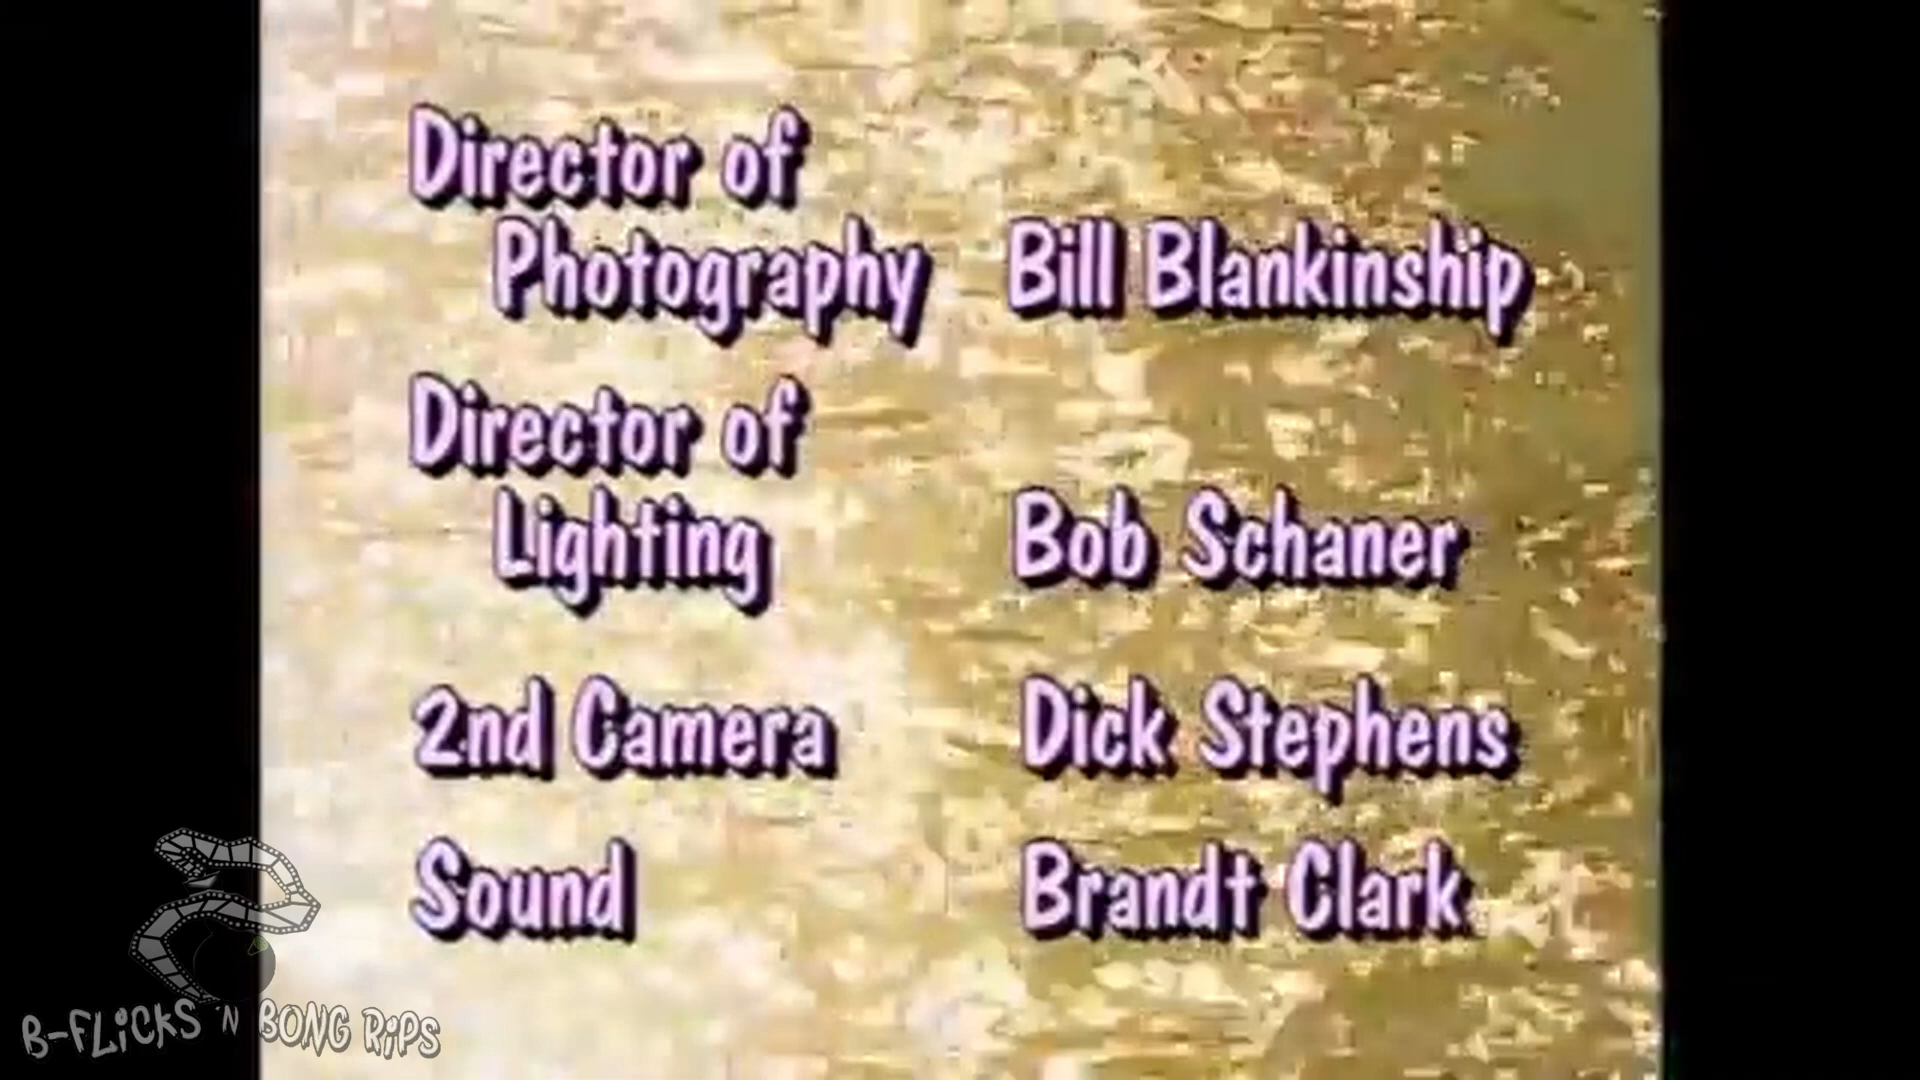 Director of
Photography Bill Blankinship
Director of
Lighting Bob Schaner
2nd Camera Dick Stephens
Sound Brandt Clark
B-FLiCKS 'N BONG RiPS